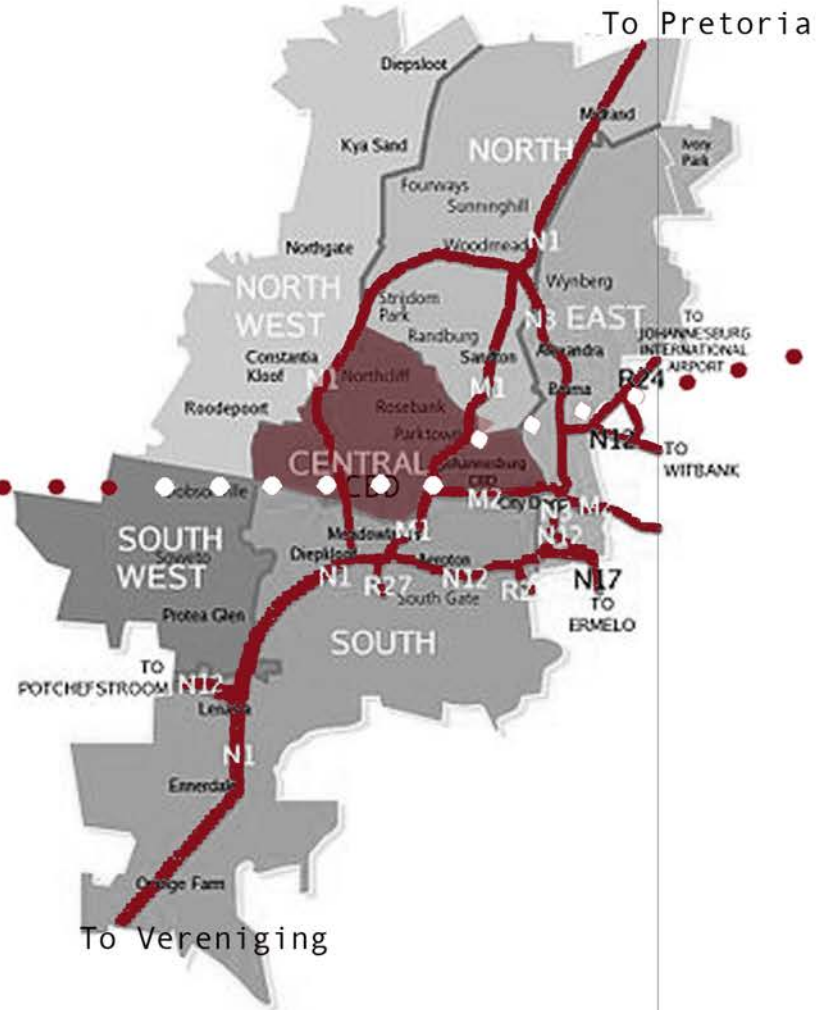 To Pretoria
Diepsloot
Midrand
Kya Sand
NORTH
Ivory
Park
Fourways
Sunninghill
Northgate
Woodmead
N1
NORTH
WEST
Wynberg
Strijdom
Park
N3
EAST
TO
JOHANNESBURG
INTERNATIONAL
AIRPORT
Randburg
Constantia
Kloof
Sandton
Alexandra
N1
Northcliff
M1
R24
Roodepoort
Rosebank
Parktown
N12
TO
WITBANK
CENTRAL
Johannesburg
CBD
CBD
M2
City Deep
N3
M2
SOUTH
WEST
Soweto
M1
N12
Diepkloof
N1
R27
N12
South Gate
N17
TO
ERMELO
Protea Glen
SOUTH
TO
POTCHEFSTROOM
N12
Lenasia
N1
Ennerdale
Orange Farm
To Vereniging